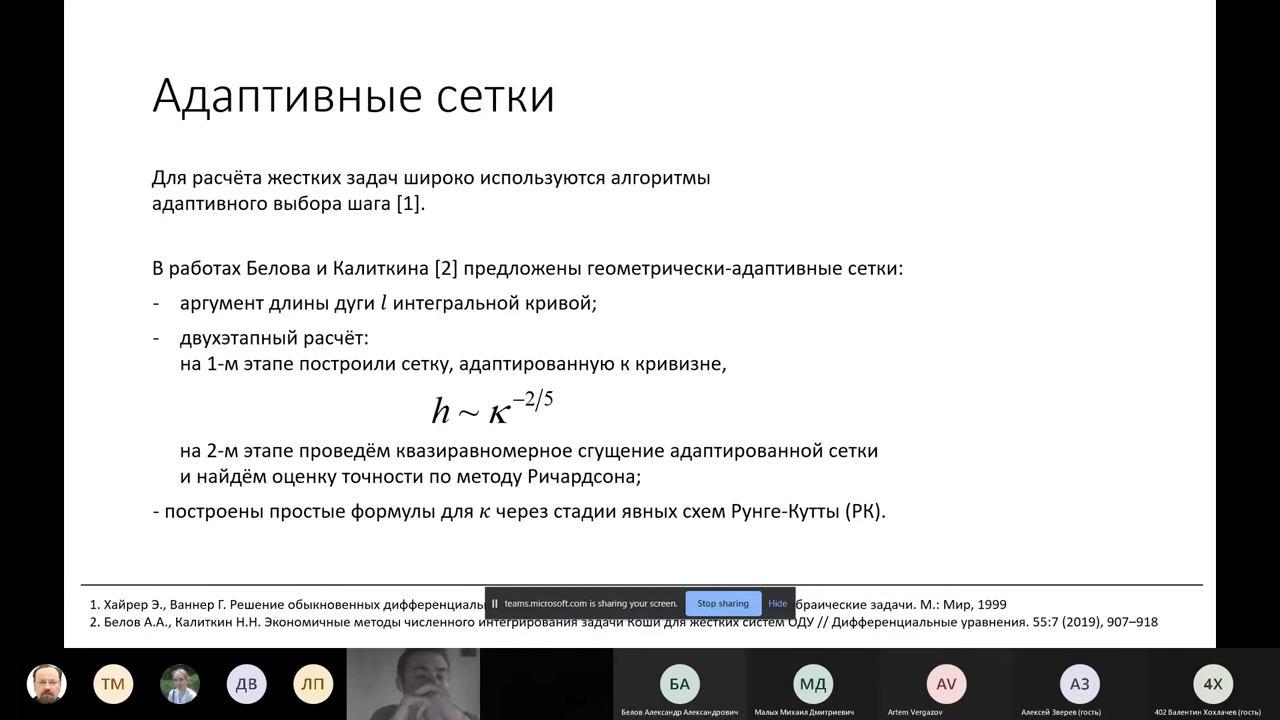 Адаптивные сетки
Для расчёта жестких задач широко используются алгоритмы
адаптивного выбора шага [1].
В работах Белова и Калиткина [2] предложены геометрически-адаптивные сетки:
- аргумент длины дуги l интегральной кривой;
- двухэтапный расчёт:
на 1-м этапе построили сетку, адаптированную к кривизне,
h ~ κ^{-2/5}
на 2-м этапе проведём квазиравномерное сгущение адаптированной сетки
и найдём оценку точности по методу Ричардсона;
- построены простые формулы для κ через стадии явных схем Рунге-Кутты (РК).
teams.microsoft.com is sharing your screen. Stop sharing Hide
1. Хайрер Э., Ваннер Г. Решение обыкновенных задачи. М.: Мир, 1999
2. Белов А.А., Калиткин Н.Н. Экономичные методы численного интегрирования задачи Коши для жестких систем ОДУ // Дифференциальные уравнения. 55:7 (2019), 907–918
ТМ ДВ ЛП БА МД AV АЗ 4Х
Белов Александр Александрович Малых Михаил Дмитриевич Artem Vergazov Алексей Зверев (гость) 402 Валентин Хохлачев (гость)